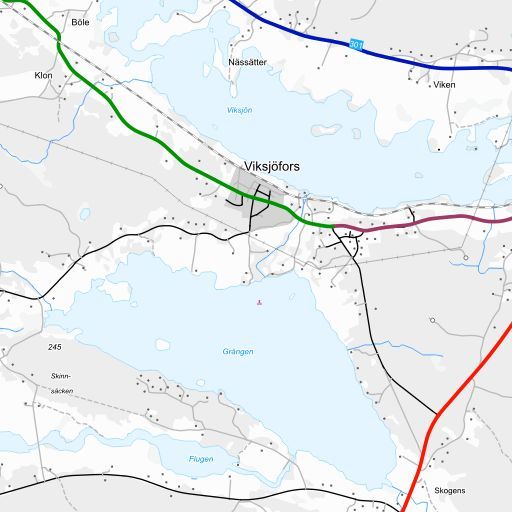 Böle
301
Nässätter
Klon
Viken
Viksjön
Viksjöfors
Grängen
245
Skinn-
säcken
Flugen
Skogens